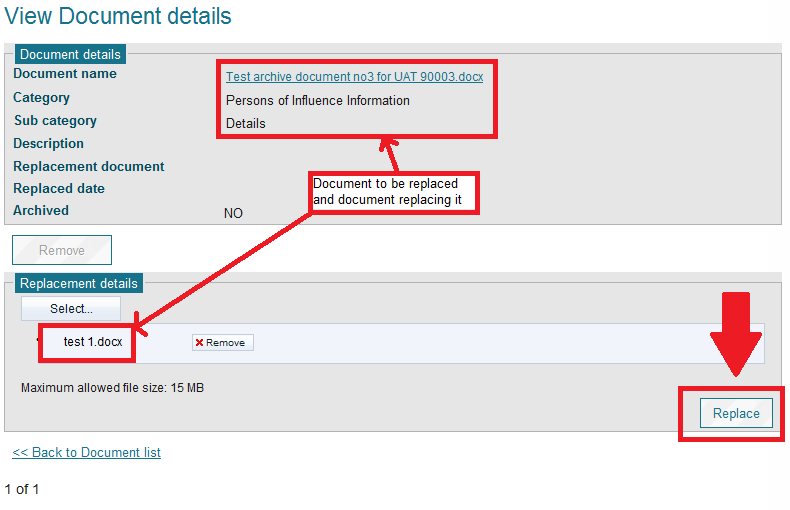 View Document details
Document details
Document name Test archive document no3 for UAT 90003.docx
Category Persons of Influence Information
Sub category Details
Description
Replacement document
Replaced date
Archived NO
Document to be replaced
and document replacing it
Remove
Replacement details
Select...
test 1.docx Remove
Maximum allowed file size: 15 MB
Replace
<< Back to Document list
1 of 1